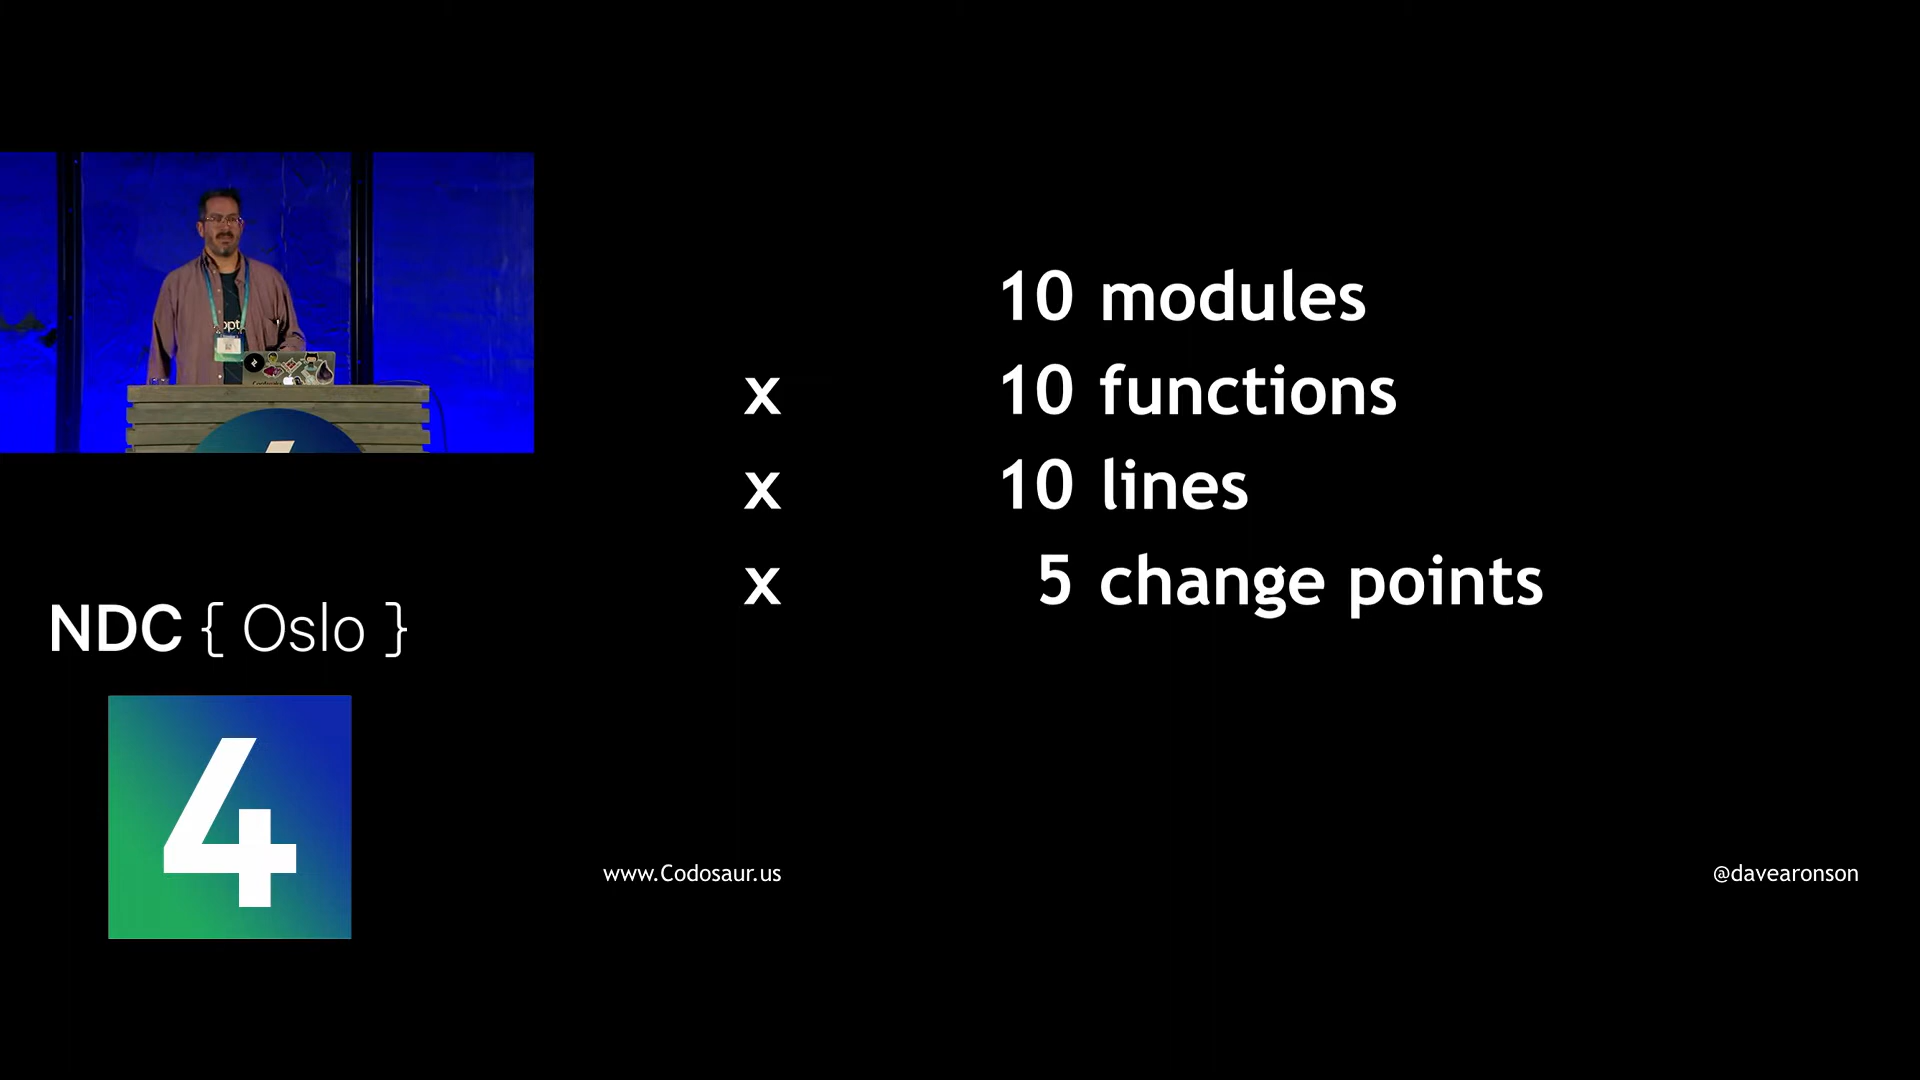 10 modules
x 10 functions
x 10 lines
x 5 change points
NDC { Oslo }
4
www.Codosaur.us
@davearonson